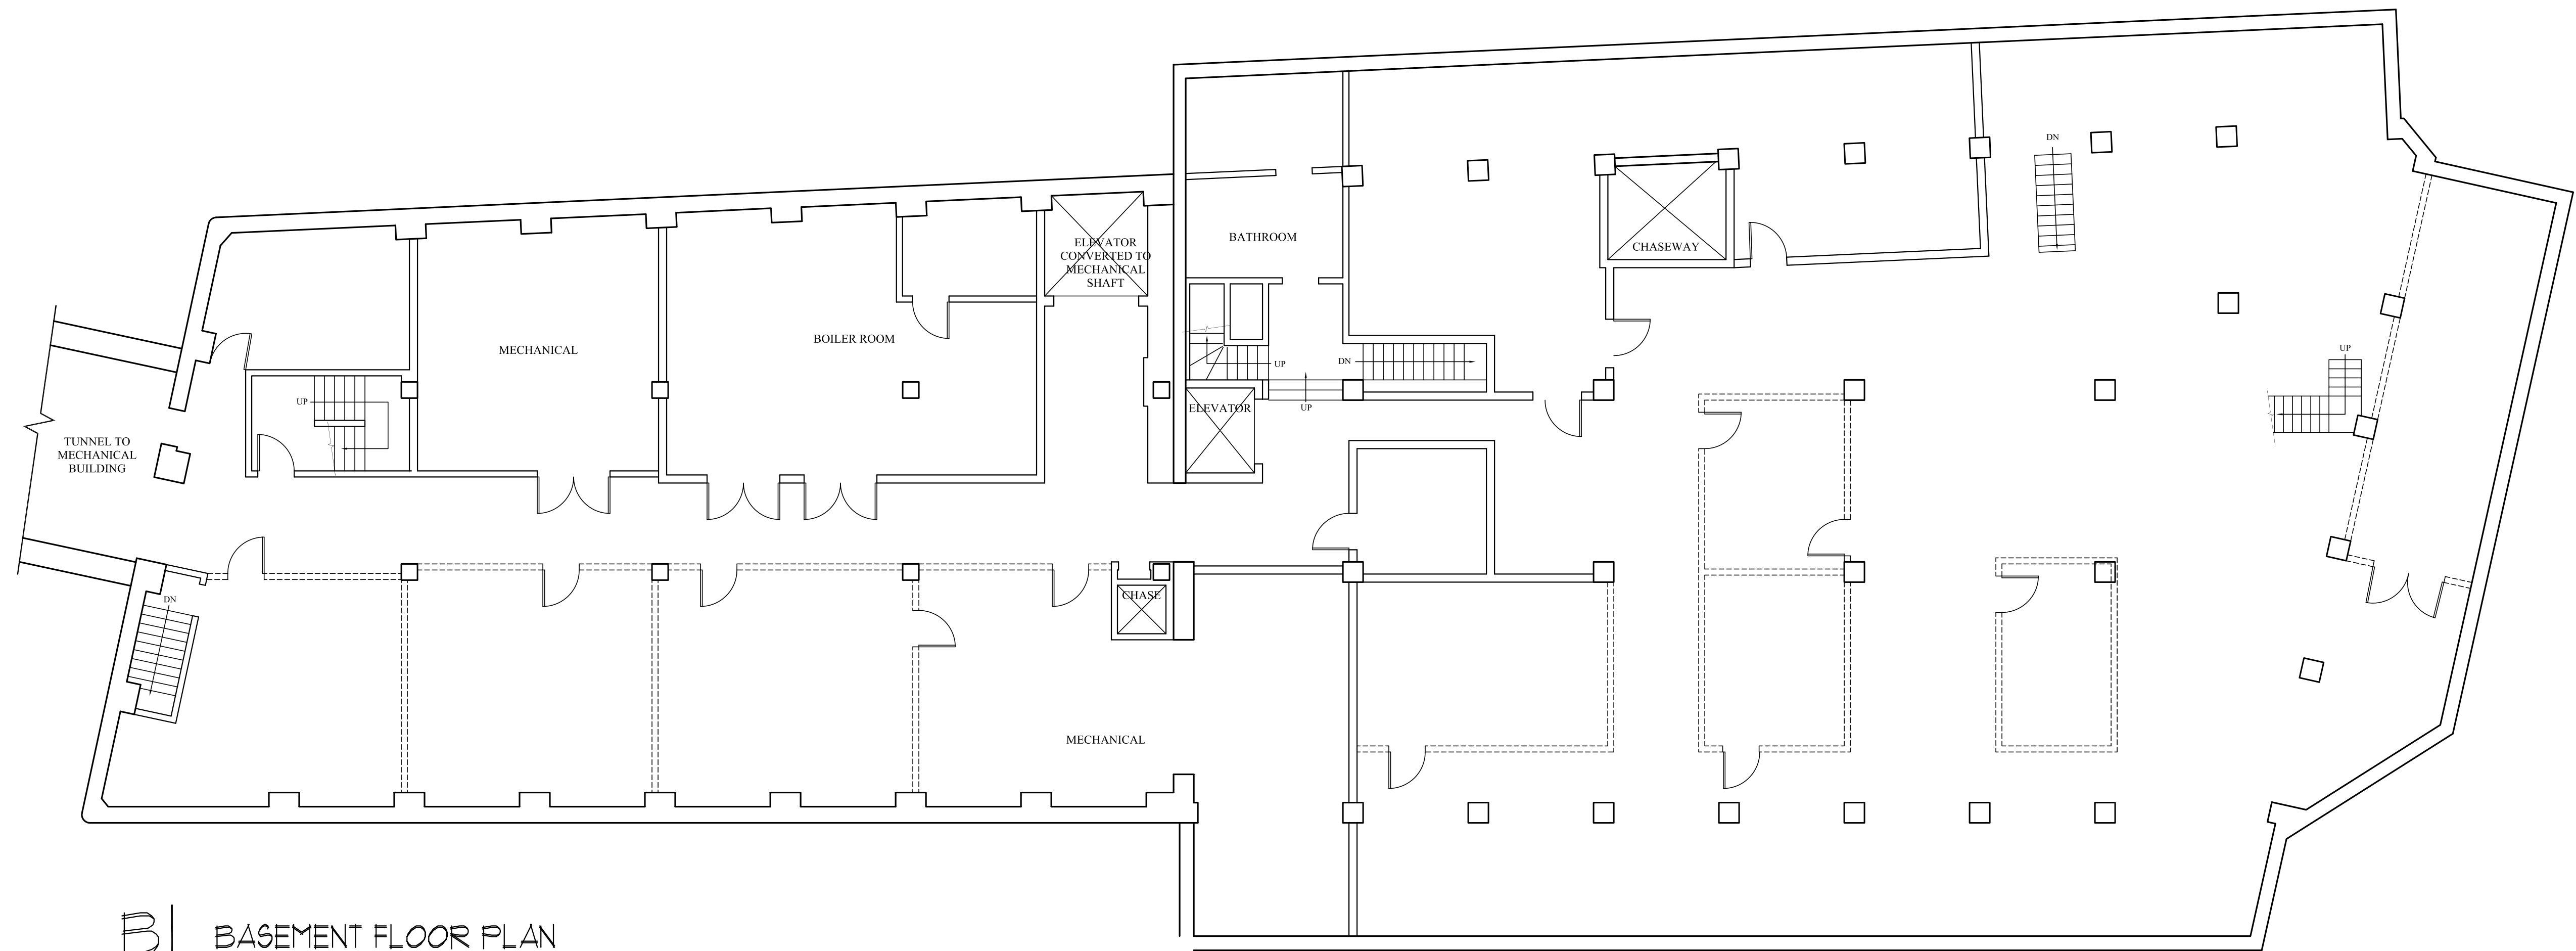 DN
BATHROOM
ELEVATOR
CONVERTED TO
MECHANICAL
SHAFT
CHASEWAY
BOILER ROOM
MECHANICAL
UP
DN
UP
UP
UP
ELEVATOR
UP
TUNNEL TO
MECHANICAL
BUILDING
CHASE
DN
MECHANICAL
B
BASEMENT FLOOR PLAN